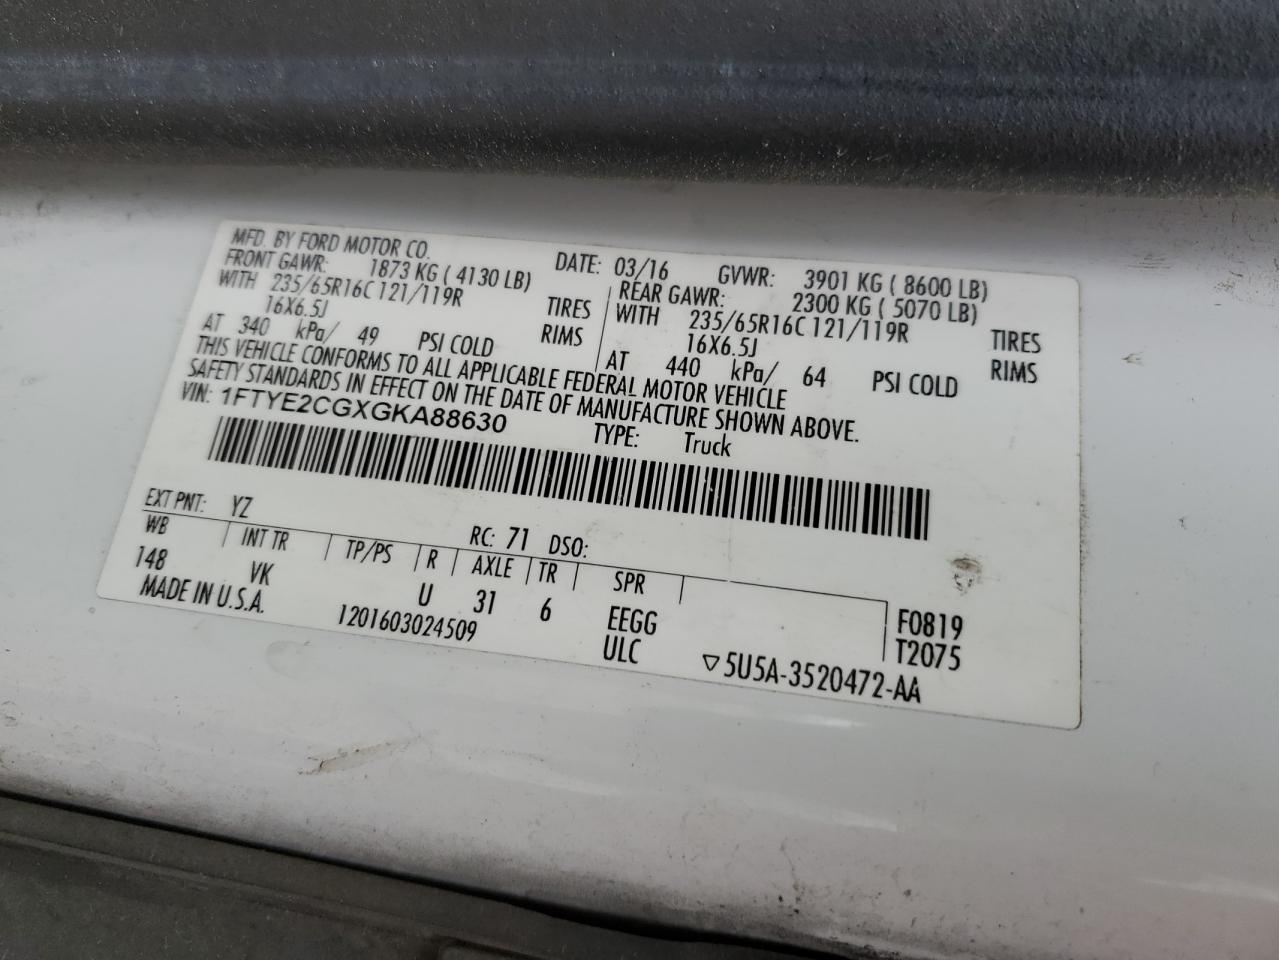 MFD. BY FORD MOTOR CO.
DATE: 03/16 GVWR: 3901 KG ( 8600 LB)
FRONT GAWR: 1873 KG ( 4130 LB) REAR GAWR: 2300 KG ( 5070 LB)
WITH 235/65R16C 121/119R TIRES WITH 235/65R16C 121/119R TIRES
16X6.5J RIMS 16X6.5J RIMS
AT 340 kPa/ 49 PSI COLD AT 440 kPa/ 64 PSI COLD
THIS VEHICLE CONFORMS TO ALL APPLICABLE FEDERAL MOTOR VEHICLE
SAFETY STANDARDS IN EFFECT ON THE DATE OF MANUFACTURE SHOWN ABOVE.
VIN: 1FTYE2CGXGKA88630 TYPE: Truck
EXT PNT: YZ RC: 71 DSO:
WB INT TR TP/PS R AXLE TR SPR
148 VK U 31 6 EEGG F0819
MADE IN U.S.A. 1201603024509 ULC T2075
▽5U5A-3520472-AA